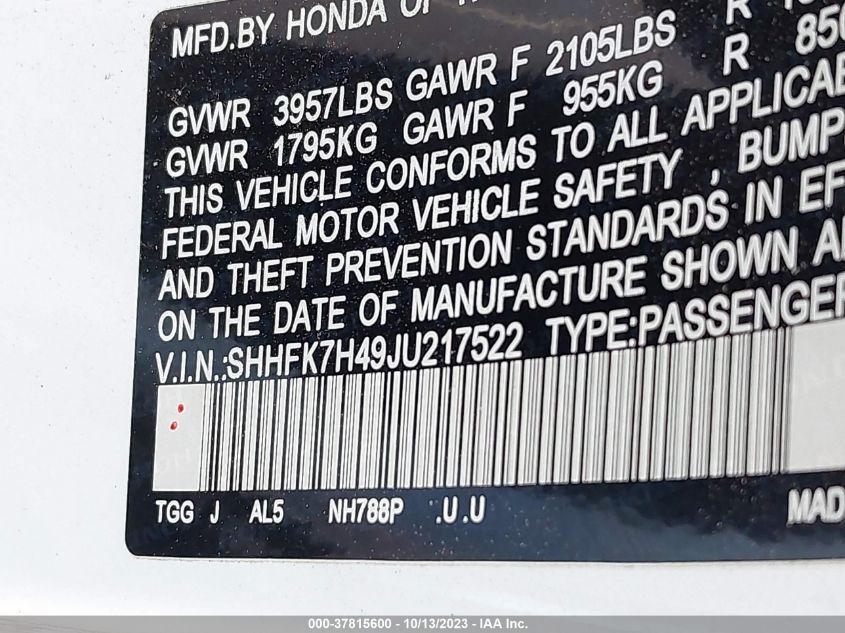 MFD.BY HONDA OF
GVWR 3957LBS GAWR F 2105LBS R
GVWR 1795KG GAWR F 955KG R 850
THIS VEHICLE CONFORMS TO ALL APPLICAB
FEDERAL MOTOR VEHICLE SAFETY , BUMP
AND THEFT PREVENTION STANDARDS IN EF
ON THE DATE OF MANUFACTURE SHOWN A
V.I.N.:SHHFK7H49JU217522 TYPE:PASSENGER
TGG J AL5 NH788P .U.U MAD
000-37815600 - 10/13/2023 - IAA Inc.